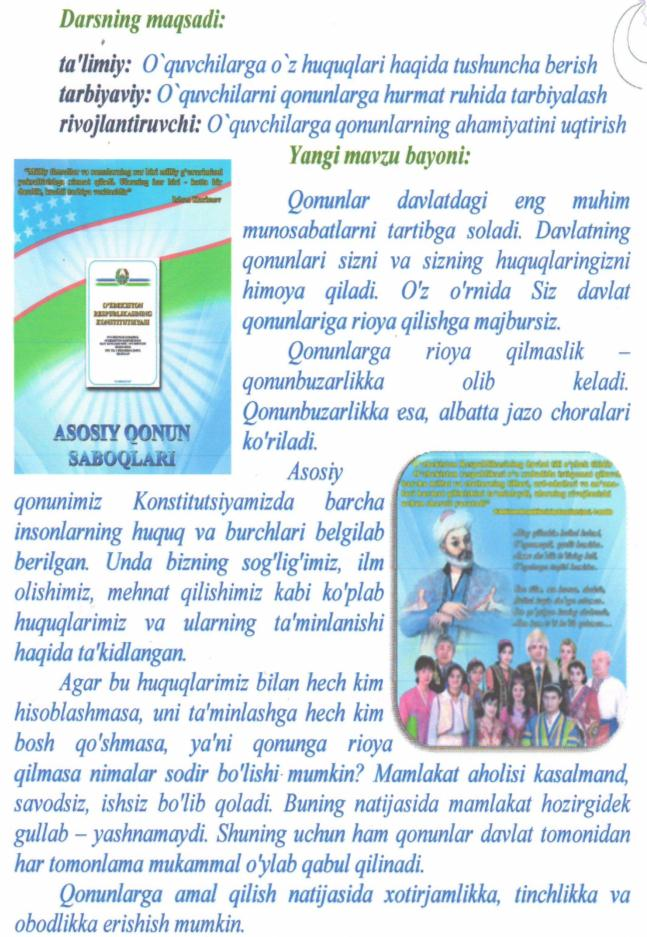 Darsning maqsadi:
ta'limiy: O`quvchilarga o`z huquqlari haqida tushuncha berish
tarbiyaviy: O`quvchilarni qonunlarga hurmat ruhida tarbiyalash
rivojlantiruvchi: O`quvchilarga qonunlarning ahamiyatini uqtirish
Yangi mavzu bayoni:
Qonunlar davlatdagi eng muhim
munosabatlarni tartibga soladi. Davlatning
qonunlari sizni va sizning huquqlaringizni
himoya qiladi. O'z o'rnida Siz davlat
qonunlariga rioya qilishga majbursiz.
Qonunlarga rioya qilmaslik –
qonunbuzarlikka olib keladi.
Qonunbuzarlikka esa, albatta jazo choralari
ko'riladi.
O'ZBEKISTON
RESPUBLIKASINING
KONSTITUTSIYASI
ASOSIY QONUN
SABOQLARI
Asosiy
qonunimiz Konstitutsiyamizda barcha
insonlarning huquq va burchlari belgilab
berilgan. Unda bizning sog'lig'imiz, ilm
olishimiz, mehnat qilishimiz kabi ko'plab
huquqlarimiz va ularning ta'minlanishi
haqida ta'kidlangan.
Agar bu huquqlarimiz bilan hech kim
hisoblashmasa, uni ta'minlashga hech kim
bosh qo'shmasa, ya'ni qonunga rioya
qilmasa nimalar sodir bo'lishi mumkin? Mamlakat aholisi kasalmand,
savodsiz, ishsiz bo'lib qoladi. Buning natijasida mamlakat hozirgidek
gullab – yashnamaydi. Shuning uchun ham qonunlar davlat tomonidan
har tomonlama mukammal o'ylab qabul qilinadi.
Qonunlarga amal qilish natijasida xotirjamlikka, tinchlikka va
obodlikka erishish mumkin.